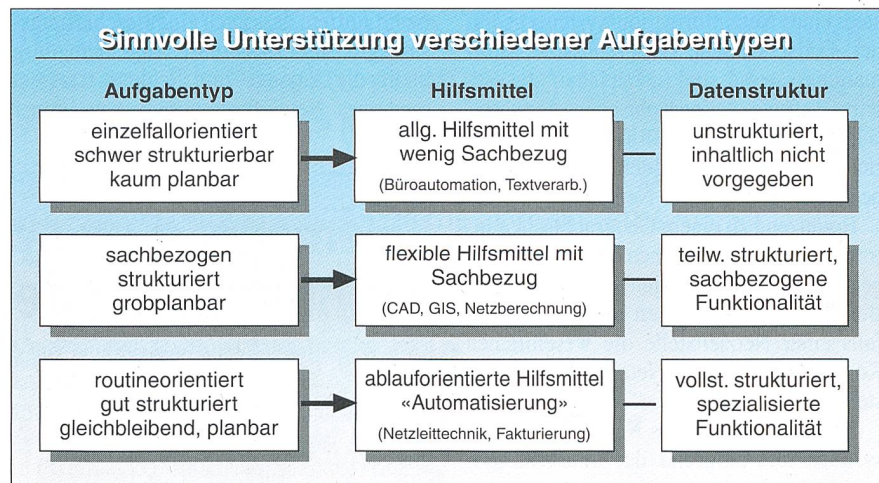 Sinnvolle Unterstützung verschiedener Aufgabentypen
Aufgabentyp
Hilfsmittel
Datenstruktur
einzelfallorientiert
schwer strukturierbar
kaum planbar
allg. Hilfsmittel mit
wenig Sachbezug
(Büroautomation, Textverarb.)
unstrukturiert,
inhaltlich nicht
vorgegeben
sachbezogen
strukturiert
grobplanbar
flexible Hilfsmittel mit
Sachbezug
(CAD, GIS, Netzberechnung)
teilw. strukturiert,
sachbezogene
Funktionalität
routineorientiert
gut strukturiert
gleichbleibend, planbar
ablauforientierte Hilfsmittel
«Automatisierung»
(Netzleittechnik, Fakturierung)
vollst. strukturiert,
spezialisierte
Funktionalität